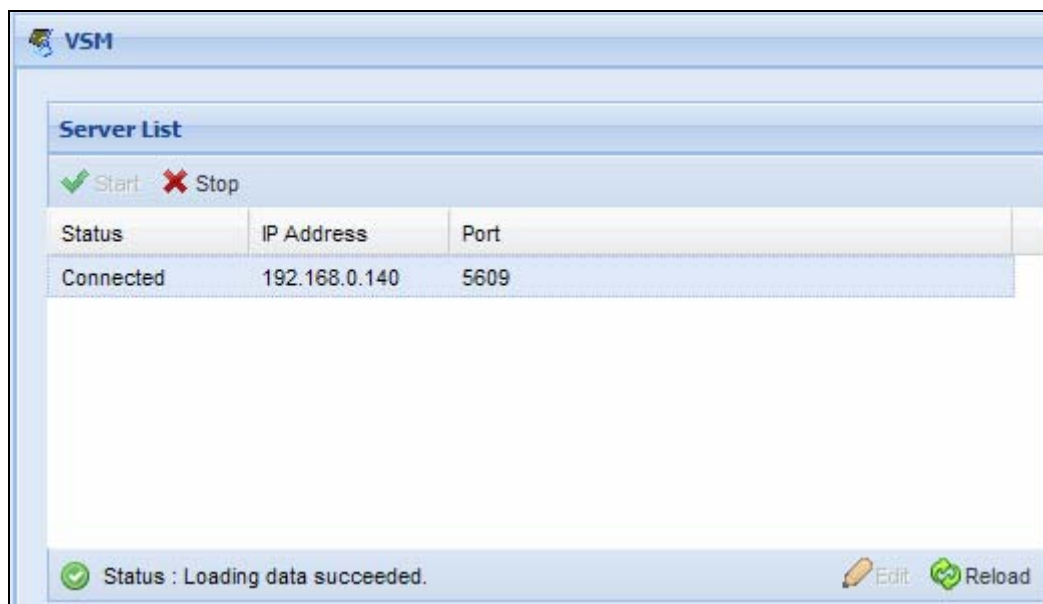 VSM
Server List
Start Stop
Status IP Address Port
Connected 192.168.0.140 5609
Status : Loading data succeeded. Edit Reload